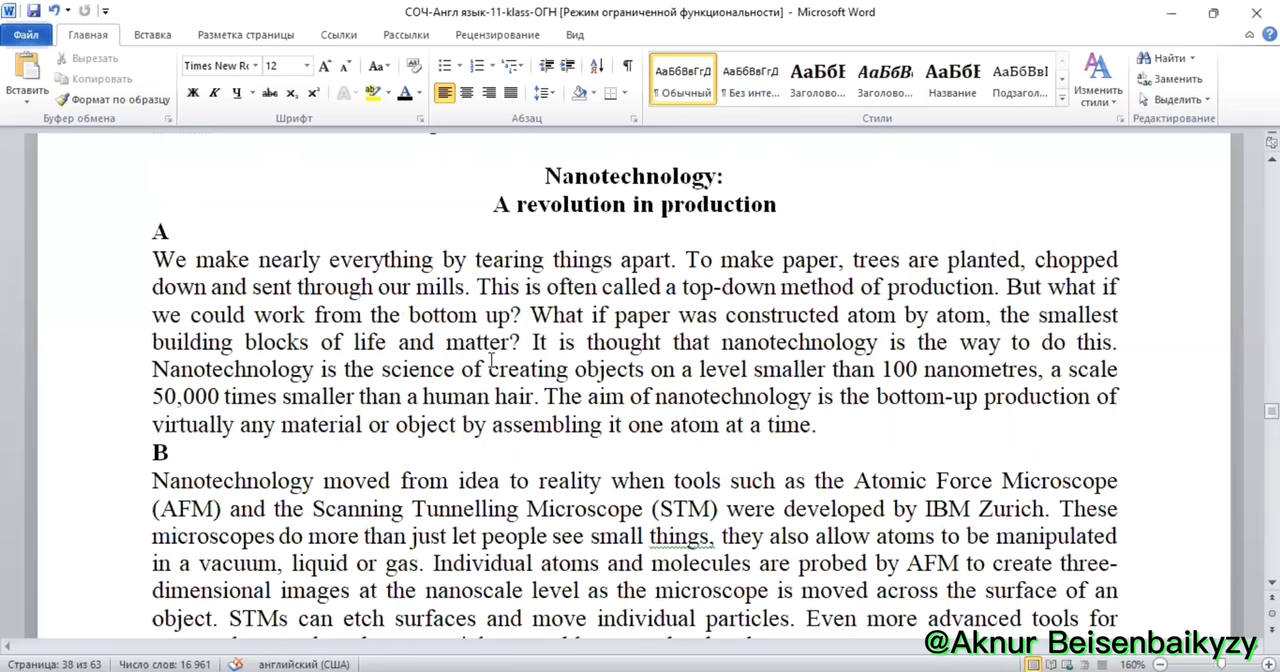 СОЧ-Англ язык-11-klass-ОГН [Режим ограниченной функциональности] - Microsoft Word
Файл Главная Вставка Разметка страницы Ссылки Рассылки Рецензирование Вид
Вставить
Вырезать
Копировать
Формат по образцу
Буфер обмена
Times New Ro 12
Ж К Ч abc x₂ x²
Шрифт
Абзац
АаБбВвГгД АаБбВвГгД АаБбЕ АаБбВ АаБбЕ АаБбВвІ
¶ Обычный ¶ Без инте... Заголово... Заголово... Название Подзагол...
Стили
Изменить стили
Найти
Заменить
Выделить
Редактирование
Nanotechnology:
A revolution in production
A
We make nearly everything by tearing things apart. To make paper, trees are planted, chopped
down and sent through our mills. This is often called a top-down method of production. But what if
we could work from the bottom up? What if paper was constructed atom by atom, the smallest
building blocks of life and matter? It is thought that nanotechnology is the way to do this.
Nanotechnology is the science of creating objects on a level smaller than 100 nanometres, a scale
50,000 times smaller than a human hair. The aim of nanotechnology is the bottom-up production of
virtually any material or object by assembling it one atom at a time.
B
Nanotechnology moved from idea to reality when tools such as the Atomic Force Microscope
(AFM) and the Scanning Tunnelling Microscope (STM) were developed by IBM Zurich. These
microscopes do more than just let people see small things, they also allow atoms to be manipulated
in a vacuum, liquid or gas. Individual atoms and molecules are probed by AFM to create three-
dimensional images at the nanoscale level as the microscope is moved across the surface of an
object. STMs can etch surfaces and move individual particles. Even more advanced tools for
@Aknur Beisenbaikyzy
Страница: 38 из 63 Число слов: 16 961 английский (США) 160%